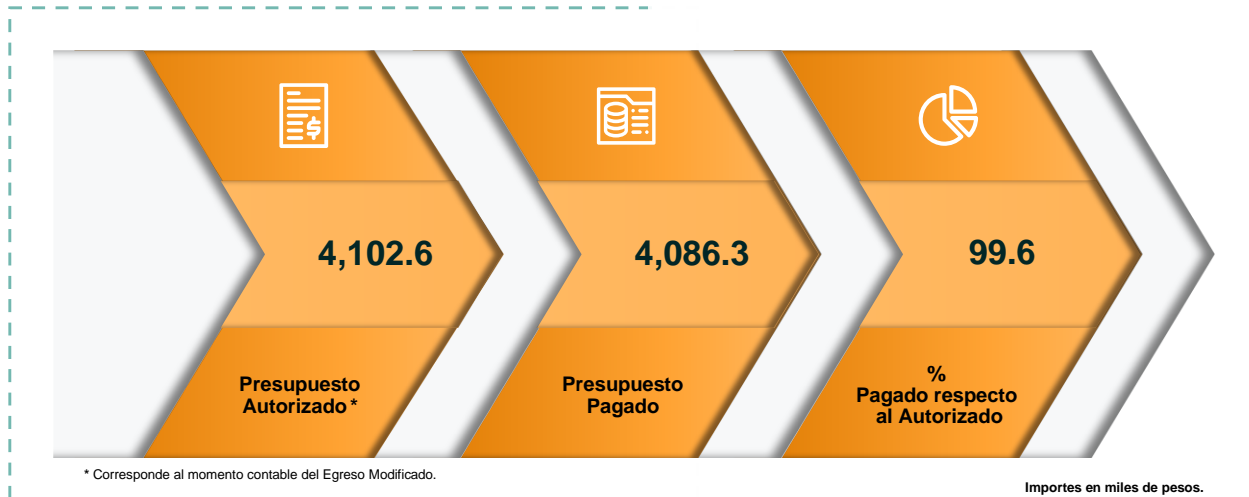 4,102.6
4,086.3
99.6
Presupuesto
Autorizado *
Presupuesto
Pagado
%
Pagado respecto
al Autorizado
* Corresponde al momento contable del Egreso Modificado.
Importes en miles de pesos.